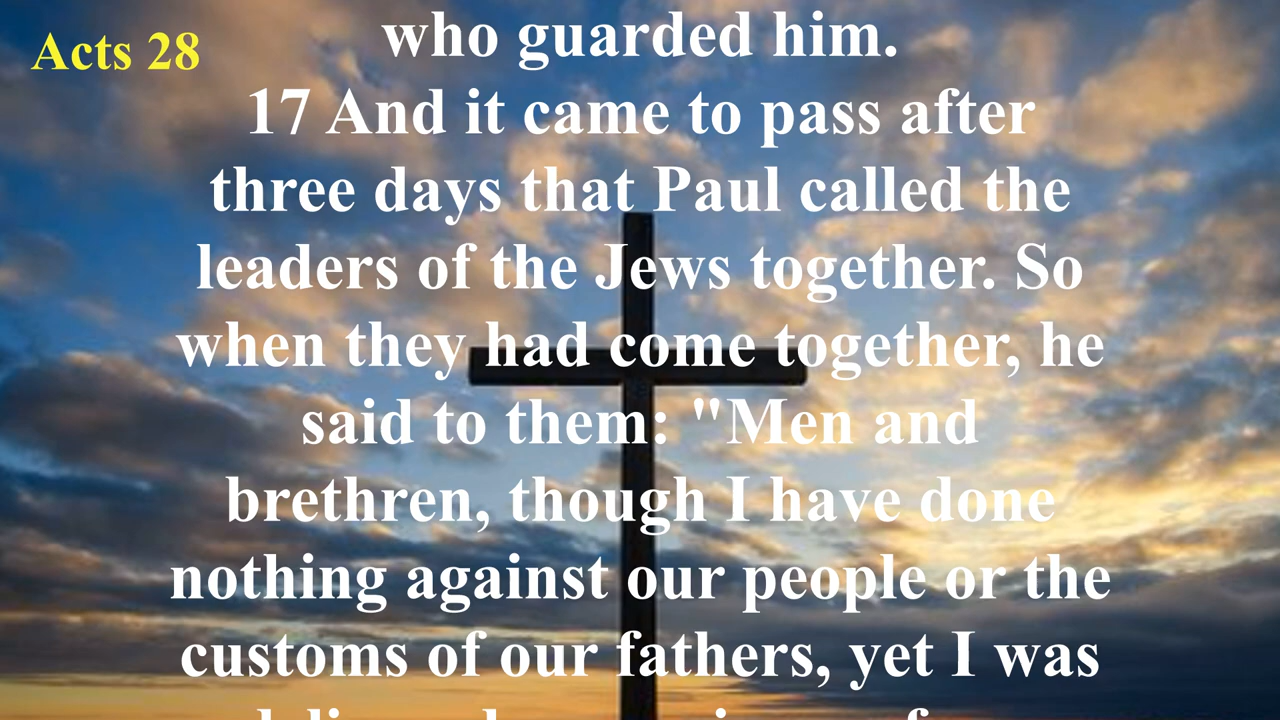 Acts 28
who guarded him.
17 And it came to pass after
three days that Paul called the
leaders of the Jews together. So
when they had come together, he
said to them: "Men and
brethren, though I have done
nothing against our people or the
customs of our fathers, yet I was